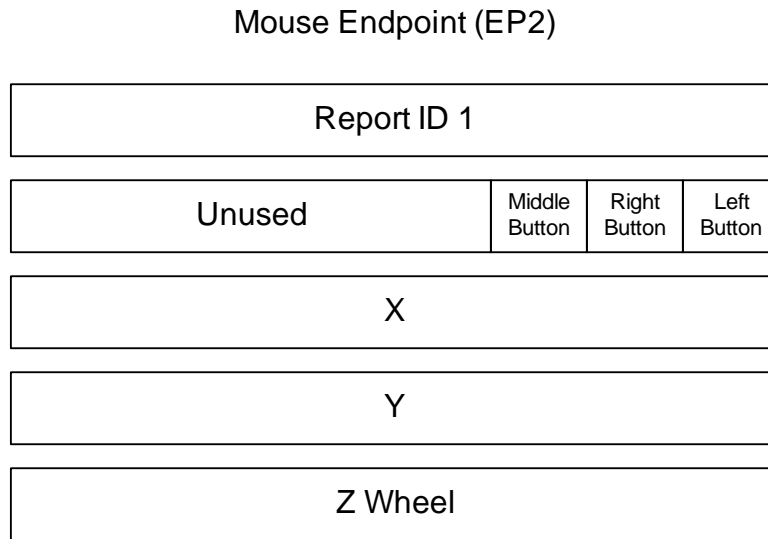 Mouse Endpoint (EP2)
Report ID 1
Unused
Middle
Button
Right
Button
Left
Button
X
Y
Z Wheel